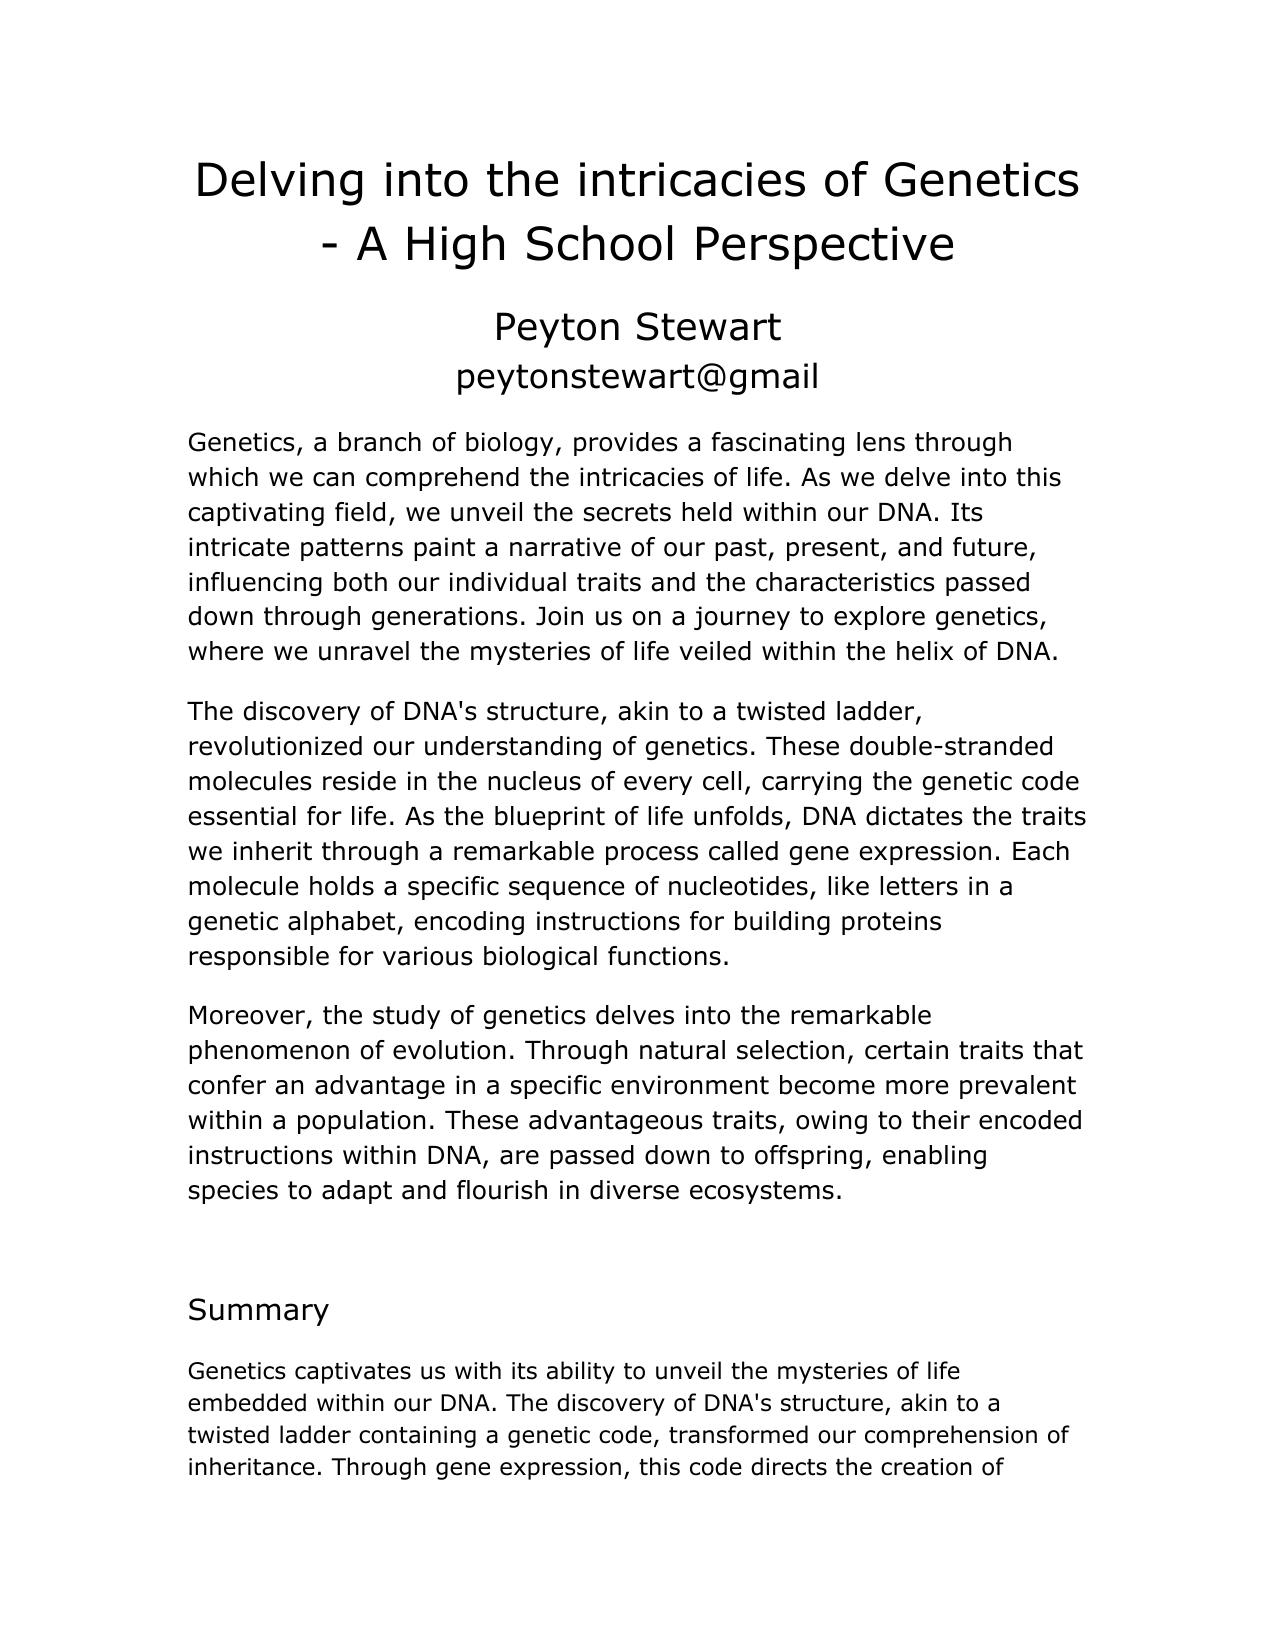 Delving into the intricacies of Genetics
- A High School Perspective
Peyton Stewart
peytonstewart@gmail
Genetics, a branch of biology, provides a fascinating lens through
which we can comprehend the intricacies of life. As we delve into this
captivating field, we unveil the secrets held within our DNA. Its
intricate patterns paint a narrative of our past, present, and future,
influencing both our individual traits and the characteristics passed
down through generations. Join us on a journey to explore genetics,
where we unravel the mysteries of life veiled within the helix of DNA.
The discovery of DNA's structure, akin to a twisted ladder,
revolutionized our understanding of genetics. These double-stranded
molecules reside in the nucleus of every cell, carrying the genetic code
essential for life. As the blueprint of life unfolds, DNA dictates the traits
we inherit through a remarkable process called gene expression. Each
molecule holds a specific sequence of nucleotides, like letters in a
genetic alphabet, encoding instructions for building proteins
responsible for various biological functions.
Moreover, the study of genetics delves into the remarkable
phenomenon of evolution. Through natural selection, certain traits that
confer an advantage in a specific environment become more prevalent
within a population. These advantageous traits, owing to their encoded
instructions within DNA, are passed down to offspring, enabling
species to adapt and flourish in diverse ecosystems.
Summary
Genetics captivates us with its ability to unveil the mysteries of life
embedded within our DNA. The discovery of DNA's structure, akin to a
twisted ladder containing a genetic code, transformed our comprehension of
inheritance. Through gene expression, this code directs the creation of